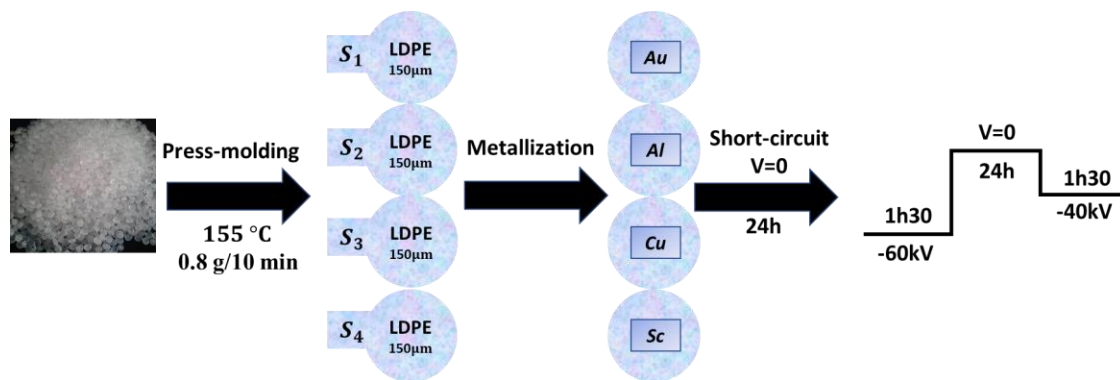 Press-molding
155 °C
0.8 g/10 min
S₁
LDPE
150μm
S₂
LDPE
150μm
S₃
LDPE
150μm
S₄
LDPE
150μm
Metallization
Au
Al
Cu
Sc
Short-circuit
V=0
24h
1h30
-60kV
V=0
24h
1h30
-40kV